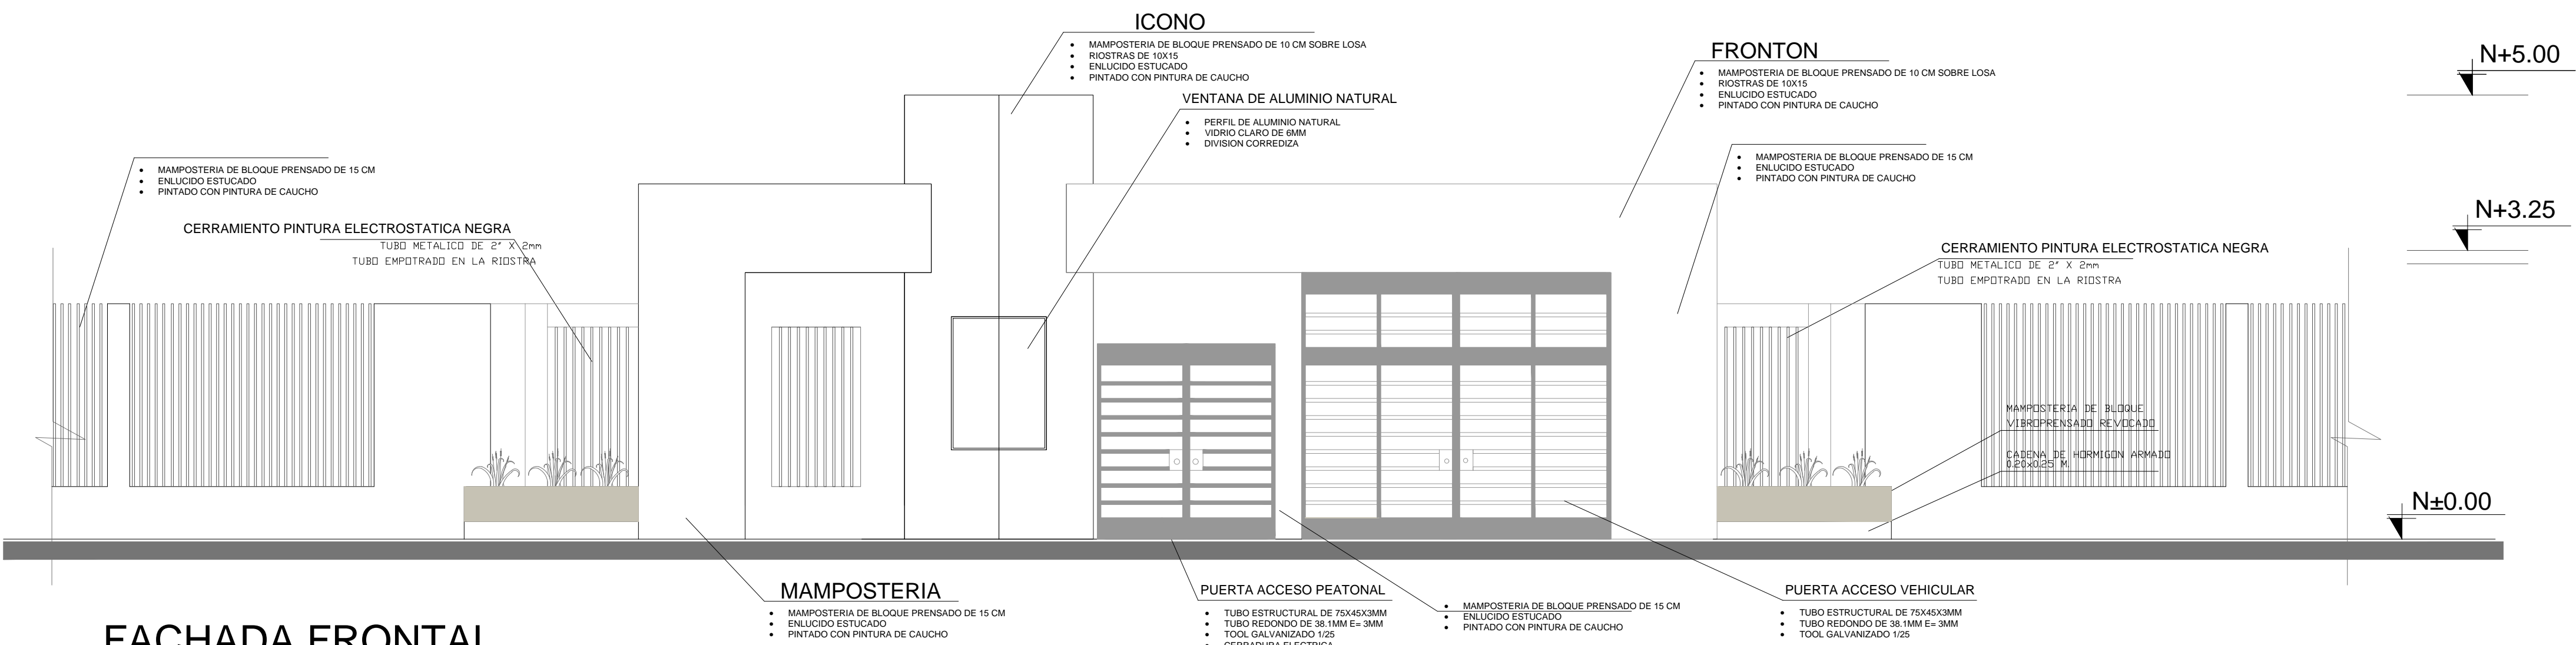 ICONO
• MAMPOSTERIA DE BLOQUE PRENSADO DE 10 CM SOBRE LOSA
• RIOSTRAS DE 10X15
• ENLUCIDO ESTUCADO
• PINTADO CON PINTURA DE CAUCHO
FRONTON
• MAMPOSTERIA DE BLOQUE PRENSADO DE 10 CM SOBRE LOSA
• RIOSTRAS DE 10X15
• ENLUCIDO ESTUCADO
• PINTADO CON PINTURA DE CAUCHO
N+5.00
VENTANA DE ALUMINIO NATURAL
• PERFIL DE ALUMINIO NATURAL
• VIDRIO CLARO DE 6MM
• DIVISION CORREDIZA
• MAMPOSTERIA DE BLOQUE PRENSADO DE 15 CM
• ENLUCIDO ESTUCADO
• PINTADO CON PINTURA DE CAUCHO
• MAMPOSTERIA DE BLOQUE PRENSADO DE 15 CM
• ENLUCIDO ESTUCADO
• PINTADO CON PINTURA DE CAUCHO
N+3.25
CERRAMIENTO PINTURA ELECTROSTATICA NEGRA
TUBO METALICO DE 2" X 2mm
TUBO EMPOTRADO EN LA RIOSTRA
CERRAMIENTO PINTURA ELECTROSTATICA NEGRA
TUBO METALICO DE 2" X 2mm
TUBO EMPOTRADO EN LA RIOSTRA
MAMPOSTERIA DE BLOQUE
VIBROPRENSADO REVOCADO
CADENA DE HORMIGON ARMADO
0.20x0.25 M.
N±0.00
MAMPOSTERIA
• MAMPOSTERIA DE BLOQUE PRENSADO DE 15 CM
• ENLUCIDO ESTUCADO
• PINTADO CON PINTURA DE CAUCHO
PUERTA ACCESO PEATONAL
• TUBO ESTRUCTURAL DE 75X45X3MM
• TUBO REDONDO DE 38.1MM E= 3MM
• TOOL GALVANIZADO 1/25
• CERRADURA ELECTRICA
• MAMPOSTERIA DE BLOQUE PRENSADO DE 15 CM
• ENLUCIDO ESTUCADO
• PINTADO CON PINTURA DE CAUCHO
PUERTA ACCESO VEHICULAR
• TUBO ESTRUCTURAL DE 75X45X3MM
• TUBO REDONDO DE 38.1MM E= 3MM
• TOOL GALVANIZADO 1/25
FACHADA FRONTAL